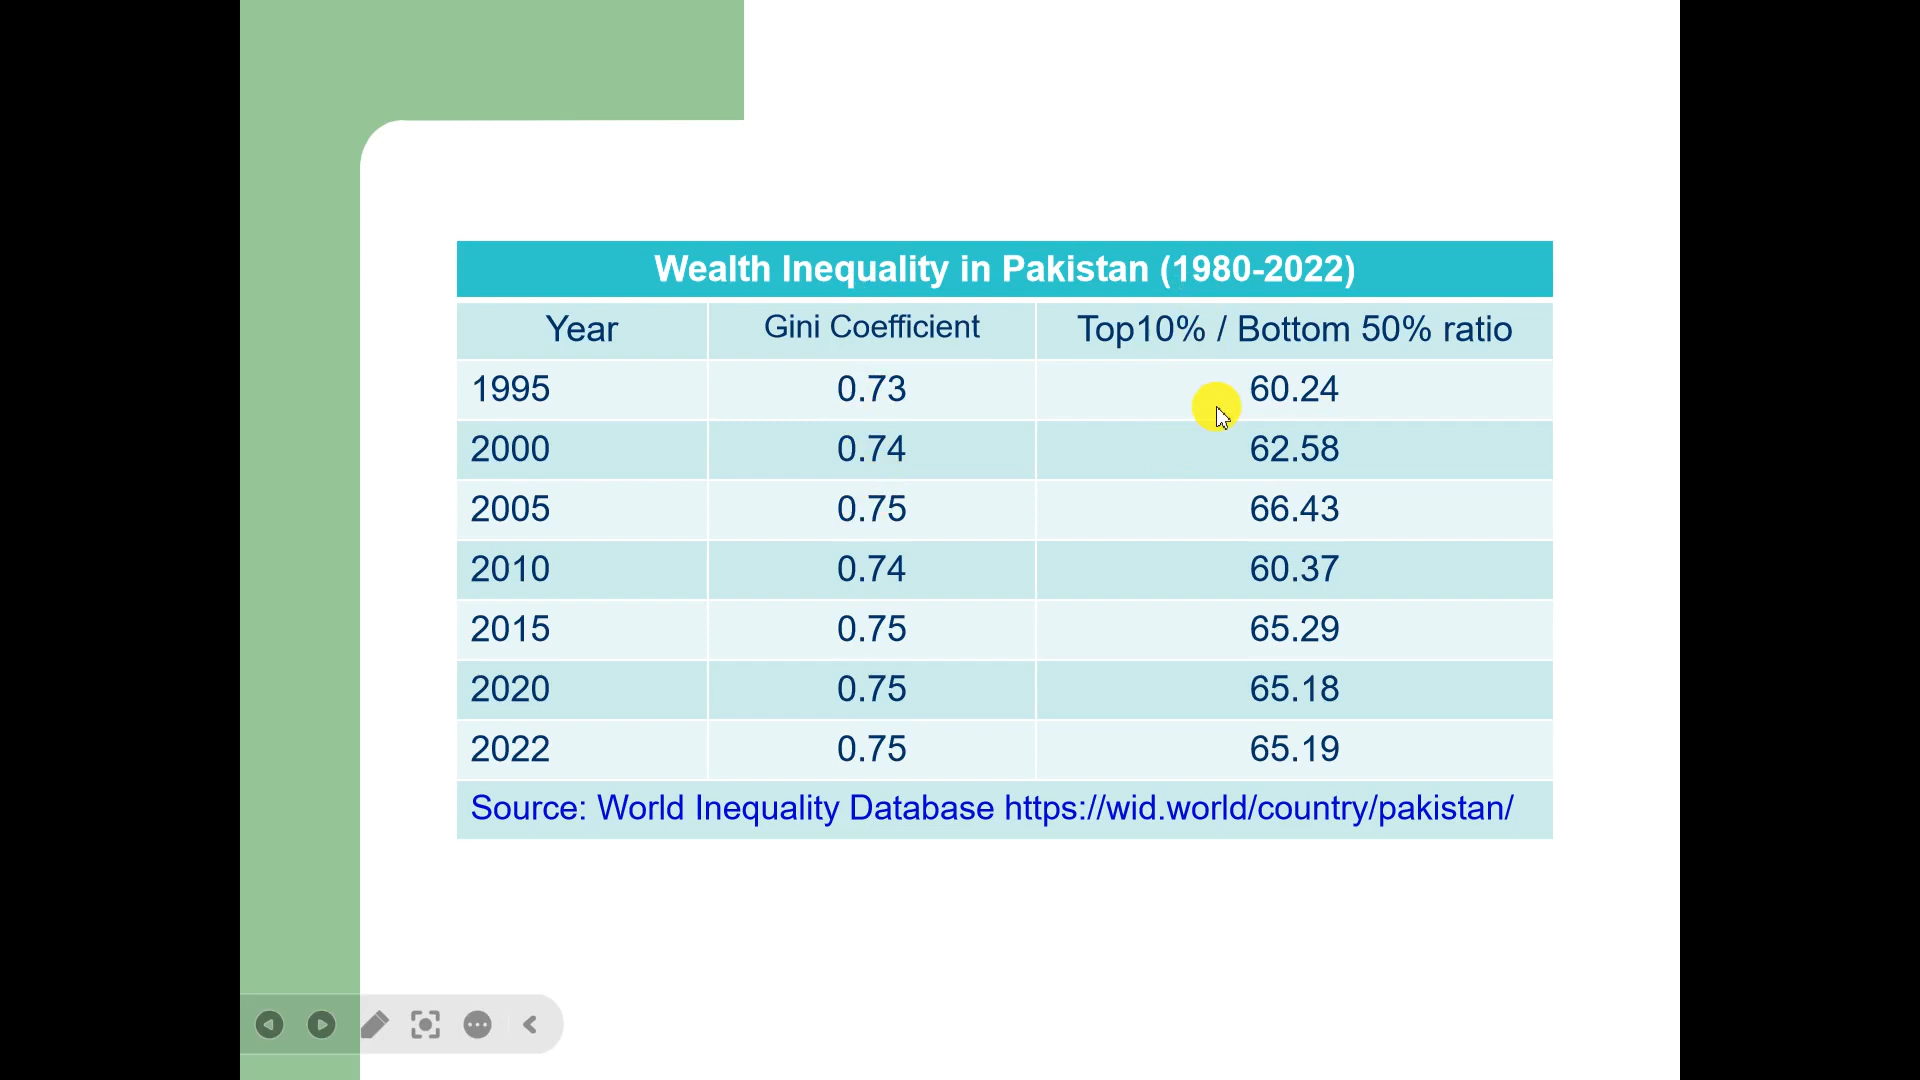 Wealth Inequality in Pakistan (1980-2022)
Year Gini Coefficient Top10% / Bottom 50% ratio
1995 0.73 60.24
2000 0.74 62.58
2005 0.75 66.43
2010 0.74 60.37
2015 0.75 65.29
2020 0.75 65.18
2022 0.75 65.19
Source: World Inequality Database https://wid.world/country/pakistan/